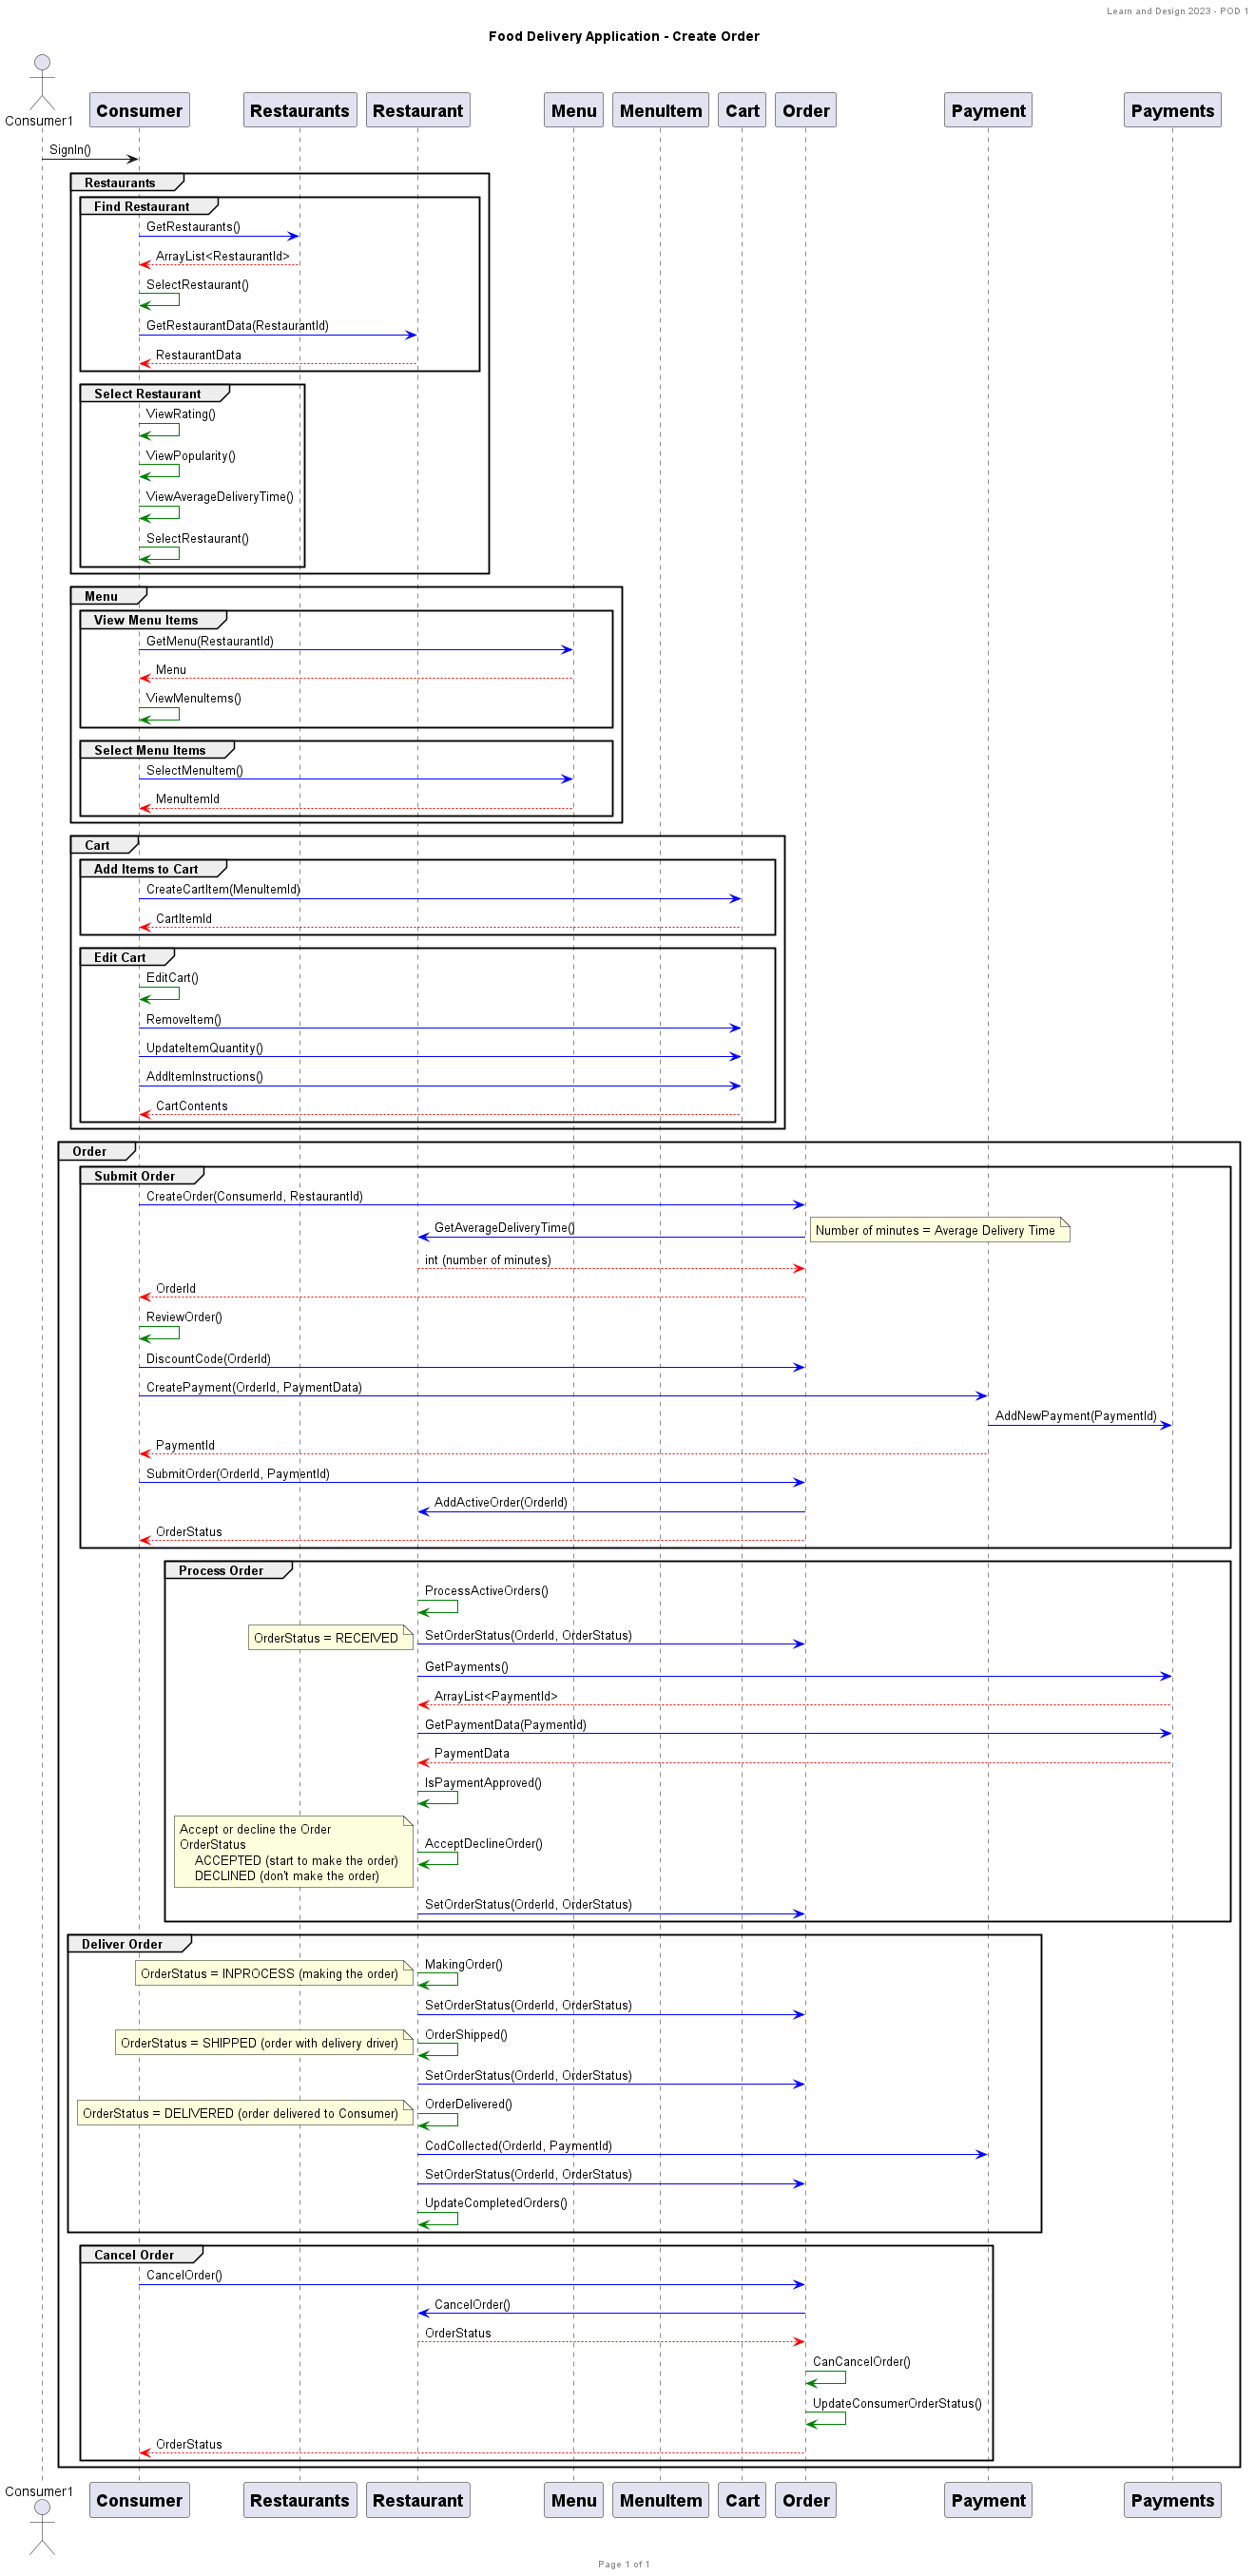 Learn and Design 2023 - POD 1
Food Delivery Application - Create Order
Consumer1
Consumer
Restaurants
Restaurant
Menu
MenuItem
Cart
Order
Payment
Payments
SignIn()
Restaurants
Find Restaurant
GetRestaurants()
ArrayList<RestaurantId>
SelectRestaurant()
GetRestaurantData(RestaurantId)
RestaurantData
Select Restaurant
ViewRating()
ViewPopularity()
ViewAverageDeliveryTime()
SelectRestaurant()
Menu
View Menu Items
GetMenu(RestaurantId)
Menu
ViewMenuItems()
Select Menu Items
SelectMenuItem()
MenuItemId
Cart
Add Items to Cart
CreateCartItem(MenuItemId)
CartItemId
Edit Cart
EditCart()
RemoveItem()
UpdateItemQuantity()
AddItemInstructions()
CartContents
Order
Submit Order
CreateOrder(ConsumerId, RestaurantId)
GetAverageDeliveryTime()
Number of minutes = Average Delivery Time
int (number of minutes)
OrderId
ReviewOrder()
DiscountCode(OrderId)
CreatePayment(OrderId, PaymentData)
AddNewPayment(PaymentId)
PaymentId
SubmitOrder(OrderId, PaymentId)
AddActiveOrder(OrderId)
OrderStatus
Process Order
ProcessActiveOrders()
OrderStatus = RECEIVED
SetOrderStatus(OrderId, OrderStatus)
GetPayments()
ArrayList<PaymentId>
GetPaymentData(PaymentId)
PaymentData
IsPaymentApproved()
Accept or decline the Order
OrderStatus
ACCEPTED (start to make the order)
DECLINED (don't make the order)
AcceptDeclineOrder()
SetOrderStatus(OrderId, OrderStatus)
Deliver Order
MakingOrder()
OrderStatus = INPROCESS (making the order)
SetOrderStatus(OrderId, OrderStatus)
OrderShipped()
OrderStatus = SHIPPED (order with delivery driver)
SetOrderStatus(OrderId, OrderStatus)
OrderDelivered()
OrderStatus = DELIVERED (order delivered to Consumer)
CodCollected(OrderId, PaymentId)
SetOrderStatus(OrderId, OrderStatus)
UpdateCompletedOrders()
Cancel Order
CancelOrder()
CancelOrder()
OrderStatus
CanCancelOrder()
UpdateConsumerOrderStatus()
OrderStatus
Consumer1
Consumer
Restaurants
Restaurant
Menu
MenuItem
Cart
Order
Payment
Payments
Page 1 of 1